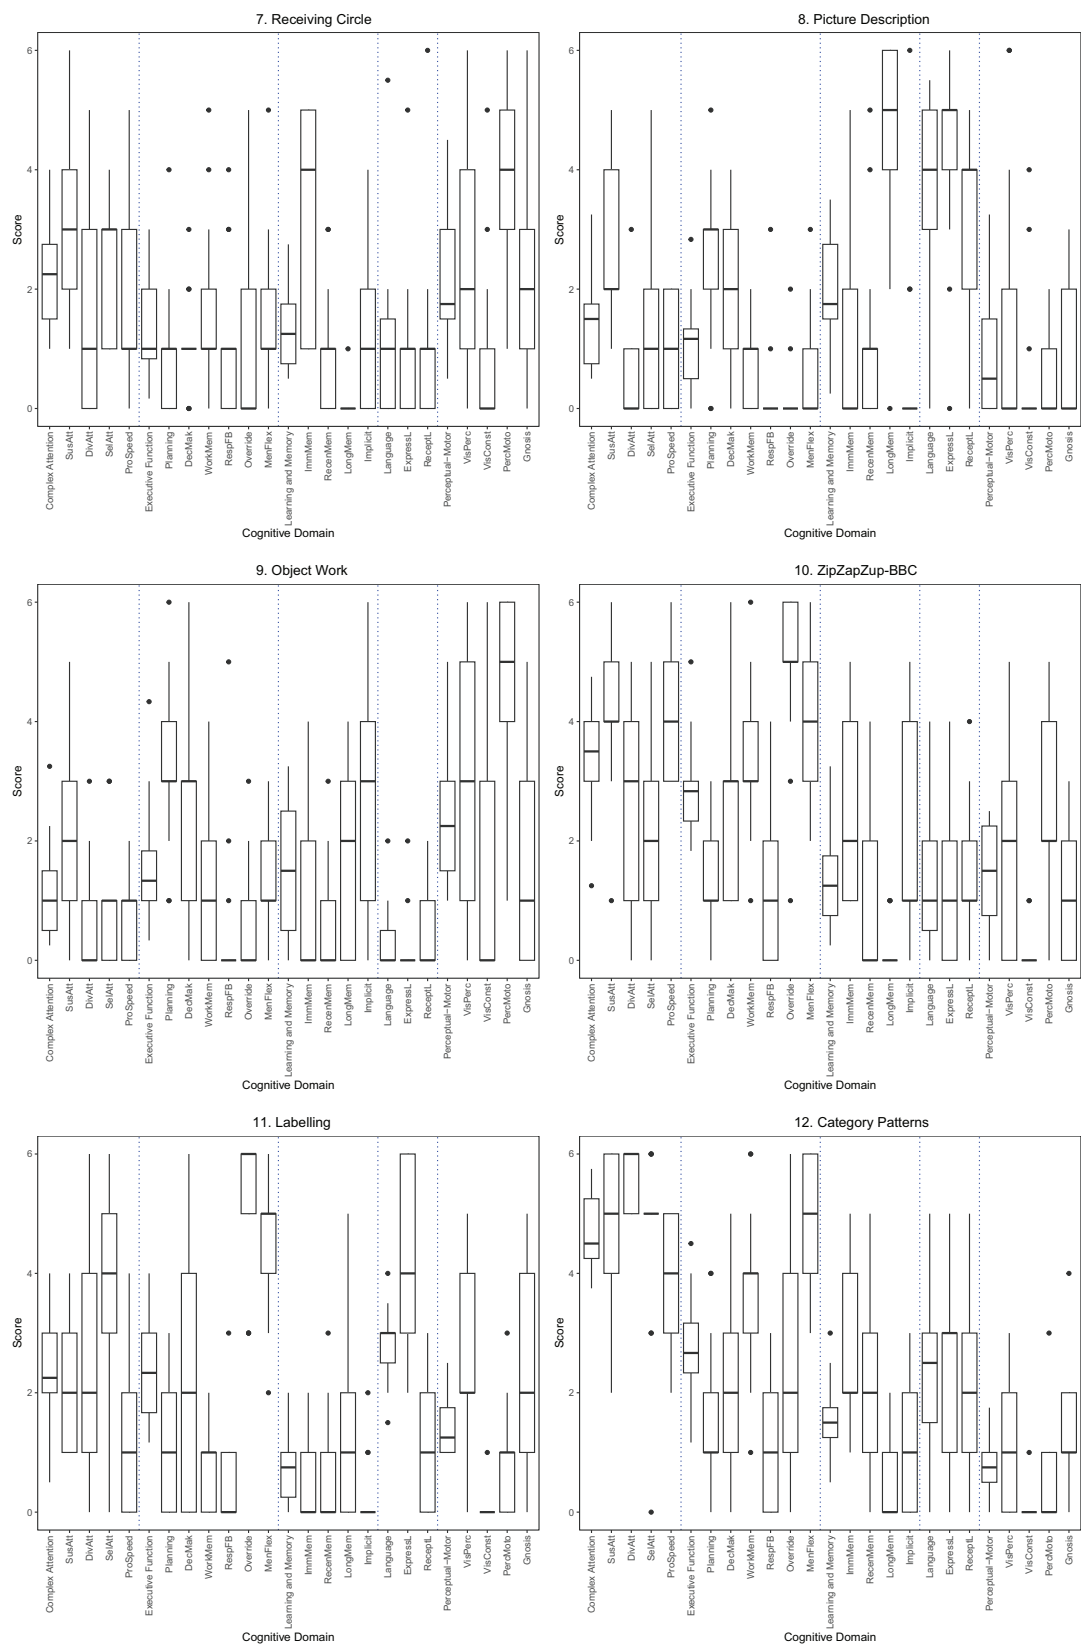 7. Receiving Circle
6
4
2
0
Score
Complex Attention
SusAtt
DivAtt
SelAtt
ProSpeed
Executive Function
Planning
DecMak
WorkMem
RespFB
Override
MenFlex
Learning and Memory
ImmMem
RecenMem
LongMem
Implicit
Language
ExpressL
ReceptL
Perceptual-Motor
VisPerc
VisConst
PercMoto
Gnosis
Cognitive Domain
8. Picture Description
6
4
2
0
Score
Complex Attention
SusAtt
DivAtt
SelAtt
ProSpeed
Executive Function
Planning
DecMak
WorkMem
RespFB
Override
MenFlex
Learning and Memory
ImmMem
RecenMem
LongMem
Implicit
Language
ExpressL
ReceptL
Perceptual-Motor
VisPerc
VisConst
PercMoto
Gnosis
Cognitive Domain
9. Object Work
6
4
2
0
Score
Complex Attention
SusAtt
DivAtt
SelAtt
ProSpeed
Executive Function
Planning
DecMak
WorkMem
RespFB
Override
MenFlex
Learning and Memory
ImmMem
RecenMem
LongMem
Implicit
Language
ExpressL
ReceptL
Perceptual-Motor
VisPerc
VisConst
PercMoto
Gnosis
Cognitive Domain
10. ZipZapZup-BBC
6
4
2
0
Score
Complex Attention
SusAtt
DivAtt
SelAtt
ProSpeed
Executive Function
Planning
DecMak
WorkMem
RespFB
Override
MenFlex
Learning and Memory
ImmMem
RecenMem
LongMem
Implicit
Language
ExpressL
ReceptL
Perceptual-Motor
VisPerc
VisConst
PercMoto
Gnosis
Cognitive Domain
11. Labelling
6
4
2
0
Score
Complex Attention
SusAtt
DivAtt
SelAtt
ProSpeed
Executive Function
Planning
DecMak
WorkMem
RespFB
Override
MenFlex
Learning and Memory
ImmMem
RecenMem
LongMem
Implicit
Language
ExpressL
ReceptL
Perceptual-Motor
VisPerc
VisConst
PercMoto
Gnosis
Cognitive Domain
12. Category Patterns
6
4
2
0
Score
Complex Attention
SusAtt
DivAtt
SelAtt
ProSpeed
Executive Function
Planning
DecMak
WorkMem
RespFB
Override
MenFlex
Learning and Memory
ImmMem
RecenMem
LongMem
Implicit
Language
ExpressL
ReceptL
Perceptual-Motor
VisPerc
VisConst
PercMoto
Gnosis
Cognitive Domain